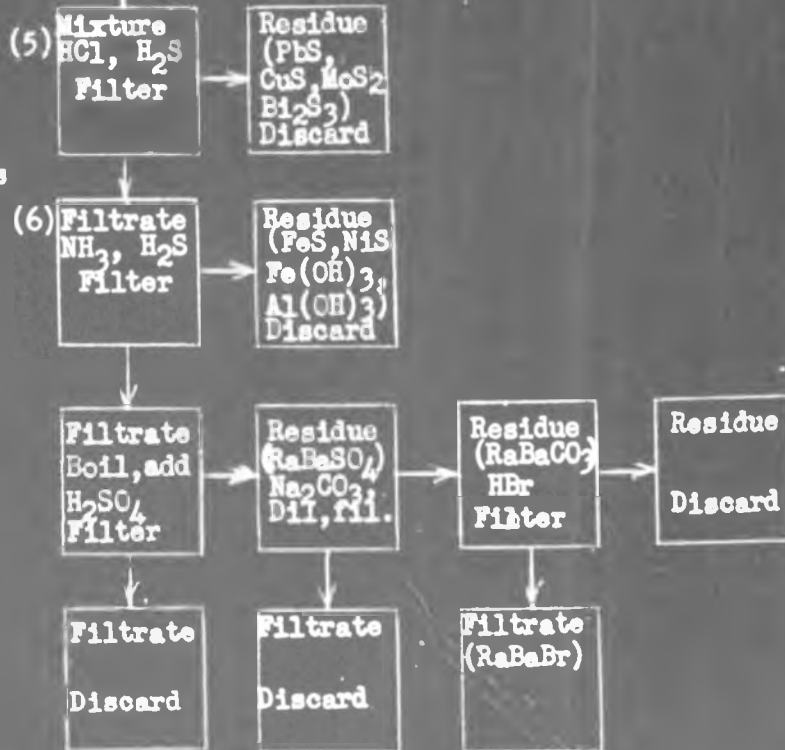 (5) Mixture
HCl, H₂S
Filter
Residue
(PbS,
CuS, MoS₂
Bi₂S₃)
Discard
(6) Filtrate
NH₃, H₂S
Filter
Residue
(FeS, NiS
Fe(OH)₃,
Al(OH)₃)
Discard
Filtrate
Boil, add
H₂SO₄
Filter
Residue
(RaBaSO₄)
Na₂CO₃,
Dil, fil.
Residue
(RaBaCO₃)
HBr
Filter
Residue
Discard
Filtrate
Discard
Filtrate
Discard
Filtrate
(RaBaBr)